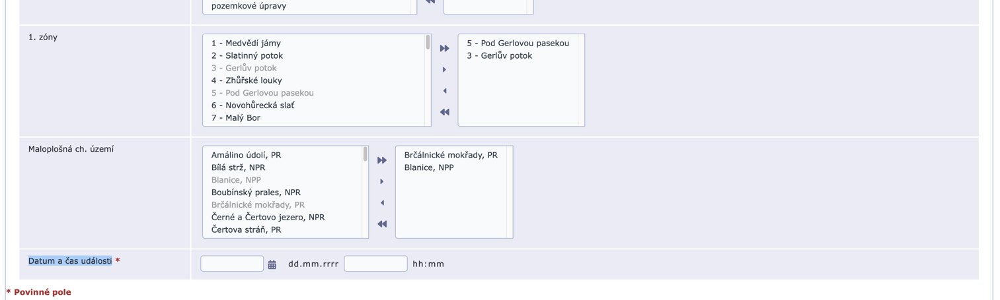 pozemkové úpravy
1. zóny
1 - Medvědí jámy
2 - Slatinný potok
3 - Gerlův potok
4 - Zhůřské louky
5 - Pod Gerlovou pasekou
6 - Novohůrecká slať
7 - Malý Bor
5 - Pod Gerlovou pasekou
3 - Gerlův potok
Maloplošná ch. území
Amálino údolí, PR
Bílá strž, NPR
Blanice, NPP
Boubínský prales, NPR
Brčálnické mokřady, PR
Černé a Čertovo jezero, NPR
Čertova stráň, PR
Brčálnické mokřady, PR
Blanice, NPP
Datum a čas události * dd.mm.rrrr hh:mm
* Povinné pole